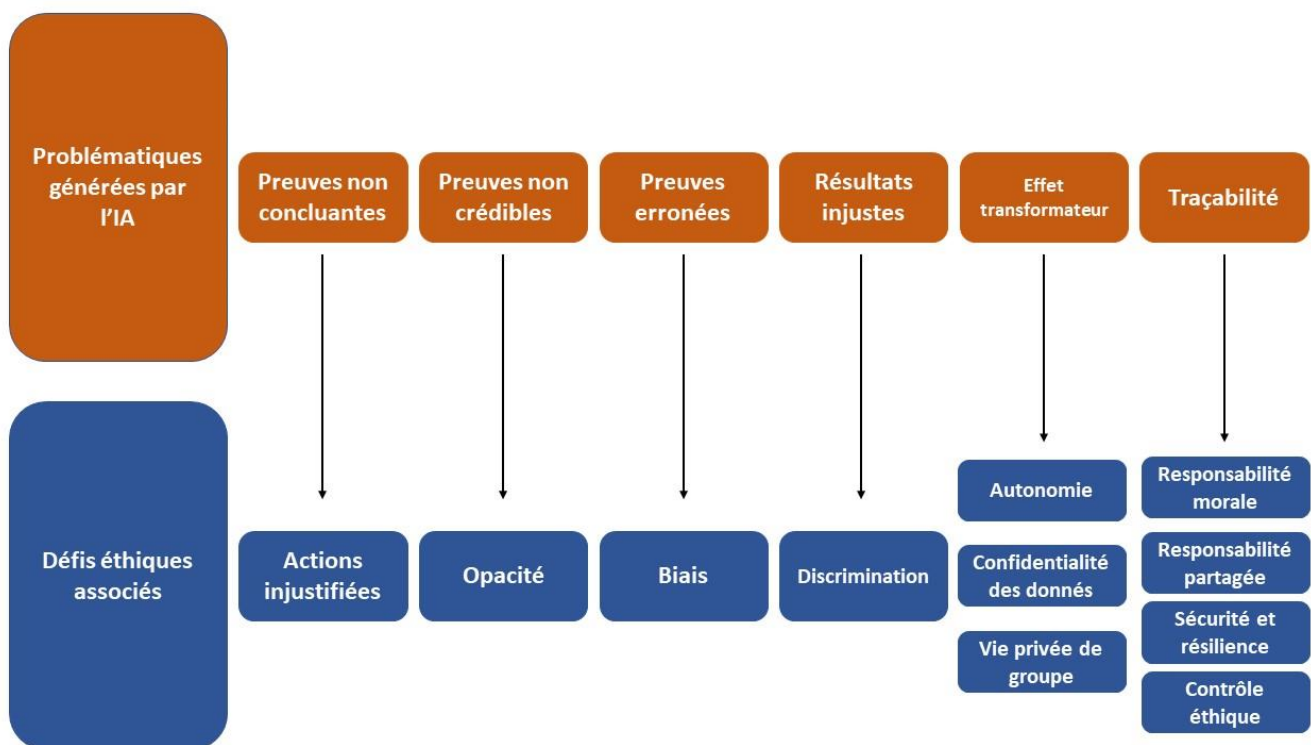 Problématiques
générées par
l'IA
Preuves non
concluantes
Preuves non
crédibles
Preuves
erronées
Résultats
injustes
Effet
transformateur
Traçabilité
Défis éthiques
associés
Actions
injustifiées
Opacité
Biais
Discrimination
Autonomie
Confidentialité
des donnés
Vie privée de
groupe
Responsabilité
morale
Responsabilité
partagée
Sécurité et
résilience
Contrôle
éthique